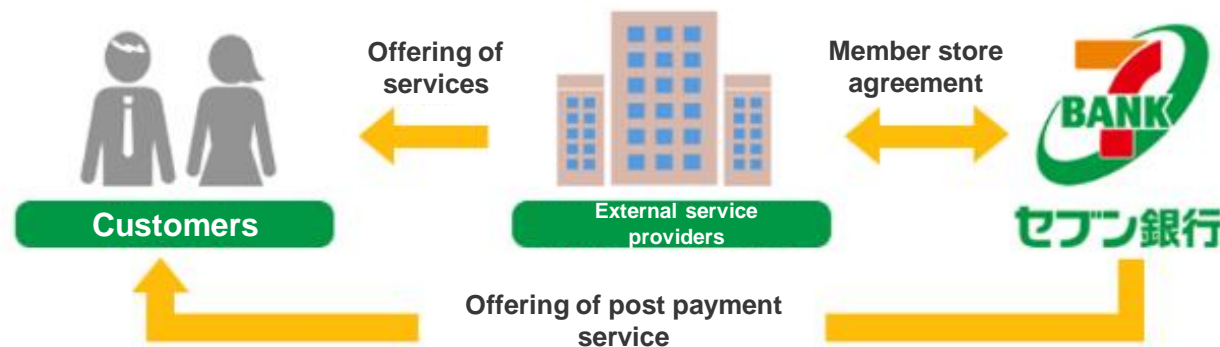 Offering of
services
Member store
agreement
7
BANK
セブン銀行
Customers
External service
providers
Offering of post payment
service